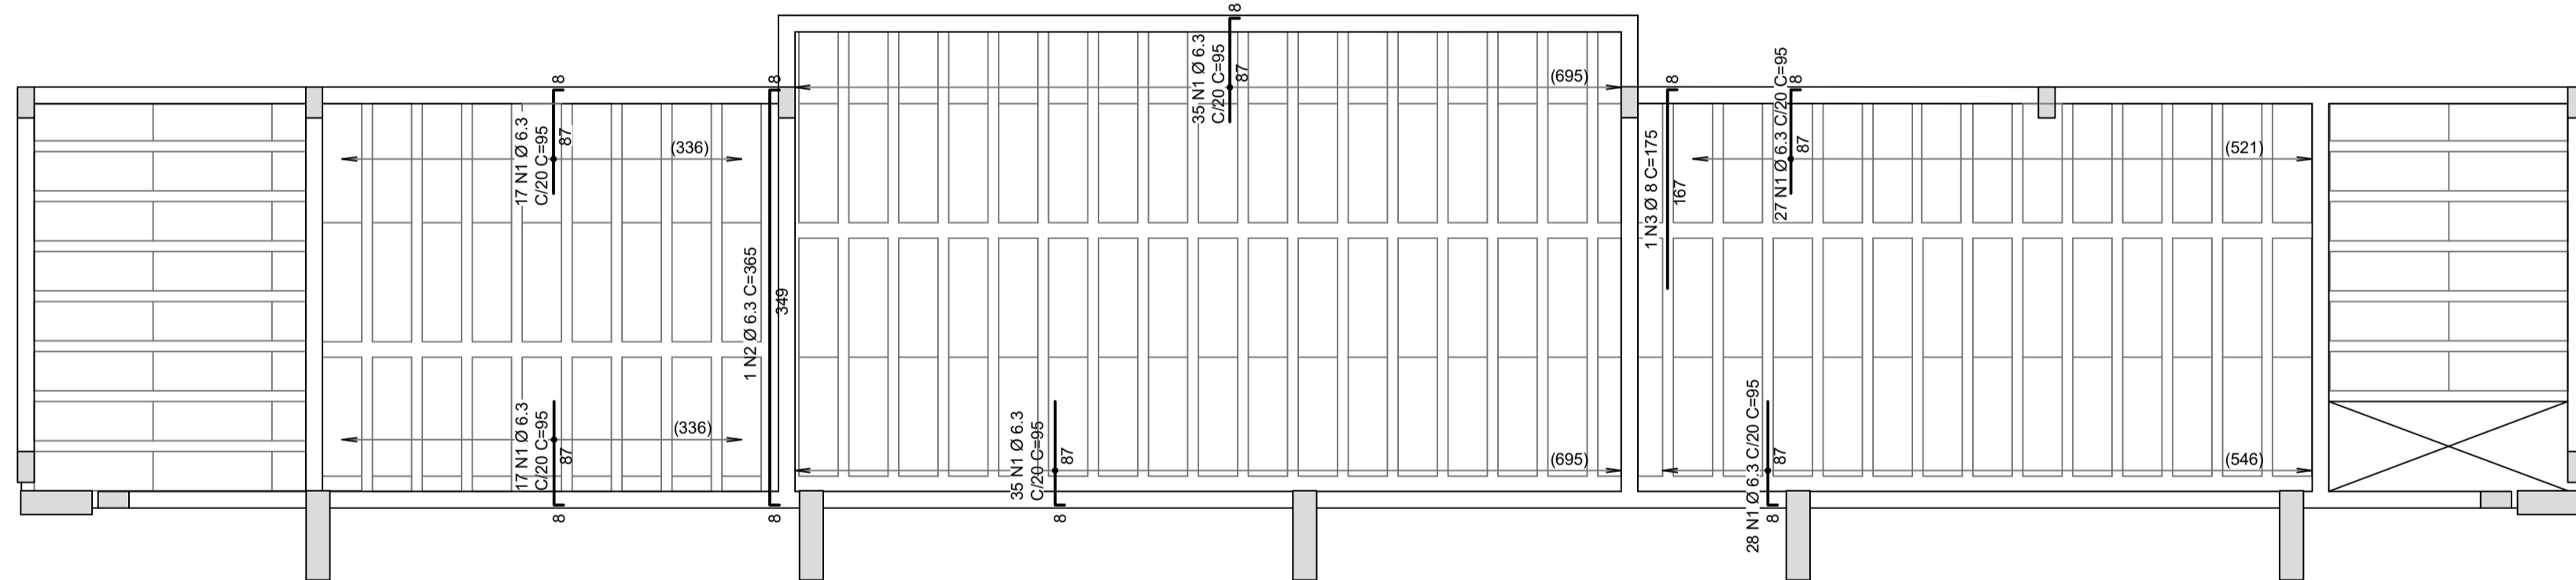 8
17 N1 Ø 6.3
C/20 C=95
87
(336)
17 N1 Ø 6.3
C/20 C=95
87
(336)
8
8
1 N2 Ø 6.3 C=365
349
8
8
35 N1 Ø 6.3
C/20 C=95
87
(695)
35 N1 Ø 6.3
C/20 C=95
87
(695)
8
8
1 N3 Ø 8 C=175
167
8
27 N1 Ø 6.3 C/20 C=95
87
(521)
28 N1 Ø 6.3 C/20 C=95
87
(546)
8